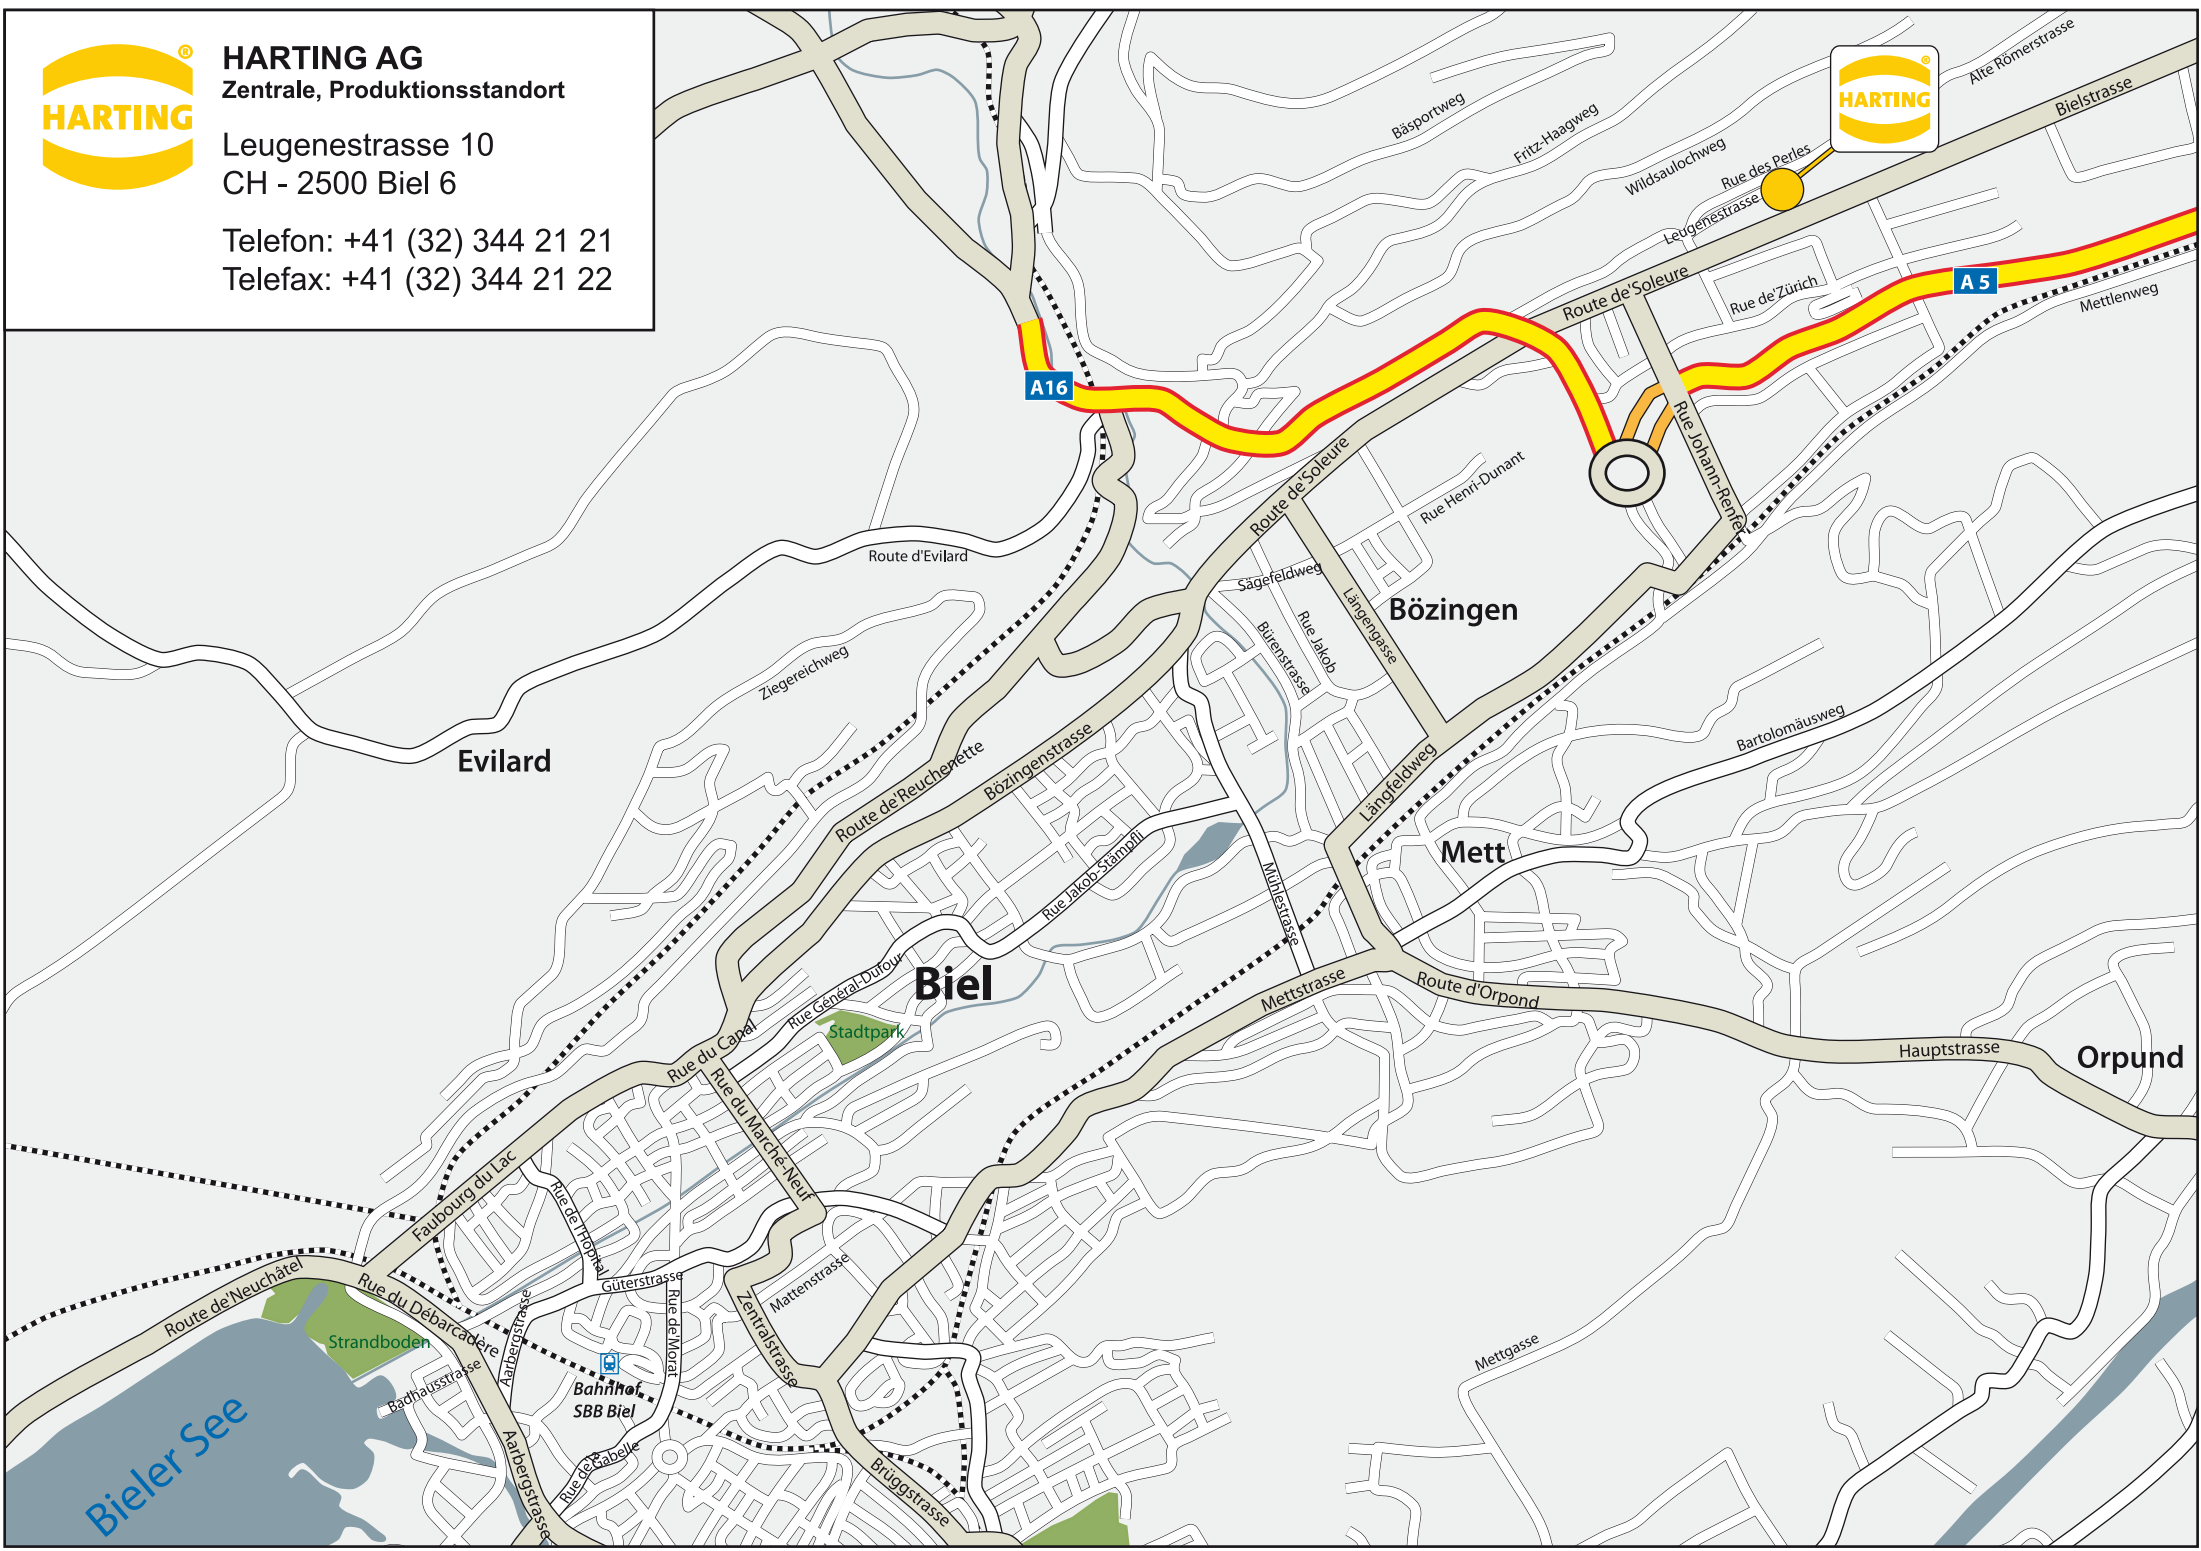 HARTING
®
HARTING AG
Zentrale, Produktionsstandort
Leugenestrasse 10
CH - 2500 Biel 6
Telefon: +41 (32) 344 21 21
Telefax: +41 (32) 344 21 22
HARTING
®
Alte Römerstrasse
Bielstrasse
Bäsportweg
Fritz-Haagweg
Wildsaulochweg
Rue des Perles
Leugenestrasse
Route de'Soleure
Rue de'Zürich
A 5
Mettlenweg
A16
Rue Johann-Renfer
Route de'Soleure
Rue Henri-Dunant
Route d'Evilard
Sägefeldweg
Längengasse
Bözingen
Rue Jakob
Bürenstrasse
Ziegereichweg
Evilard
Bartolomäusweg
Route de'Reuchenette
Bözingenstrasse
Längfeldweg
Mett
Rue Jakob-Stämpfli
Mühlestrasse
Biel
Rue Général-Dufour
Stadtpark
Mettstrasse
Route d'Orpond
Hauptstrasse
Orpund
Rue du Canal
Rue du Marché-Neuf
Faubourg du Lac
Rue de l'Hôpital
Route de'Neuchâtel
Rue du Débarcadère
Güterstrasse
Mattenstrasse
Rue de Morat
Zentralstrasse
Aarbergstrasse
Strandboden
Badhausstrasse
Bahnhof
SBB Biel
Mettgasse
Bieler See
Aarbergstrasse
Rue de la Gabelle
Brüggstrasse